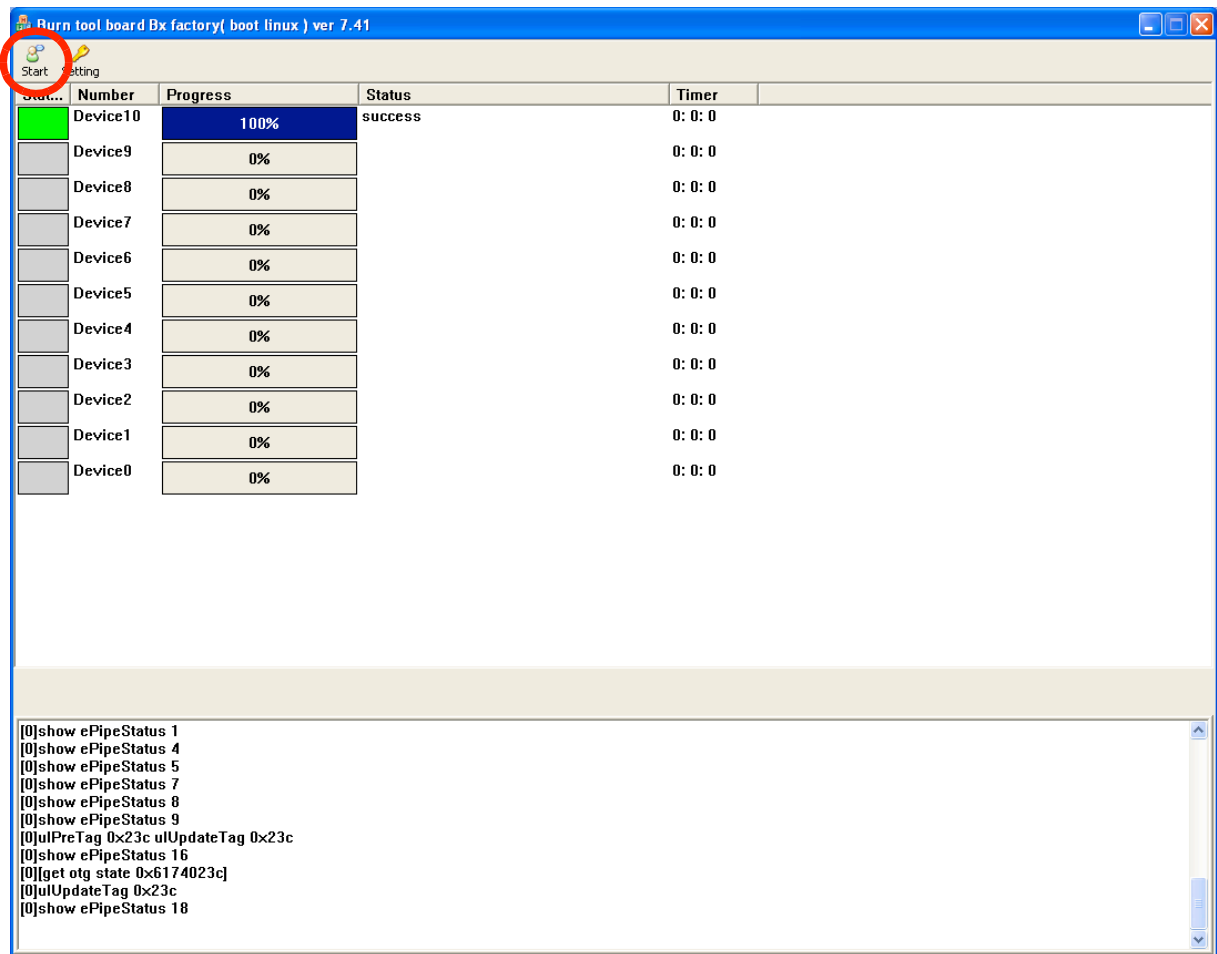 Burn tool board Bx factory( boot linux ) ver 7.41
Start Setting
Stat... Number Progress Status Timer
Device10 100% success 0: 0: 0
Device9 0% 0: 0: 0
Device8 0% 0: 0: 0
Device7 0% 0: 0: 0
Device6 0% 0: 0: 0
Device5 0% 0: 0: 0
Device4 0% 0: 0: 0
Device3 0% 0: 0: 0
Device2 0% 0: 0: 0
Device1 0% 0: 0: 0
Device0 0% 0: 0: 0
[0]show ePipeStatus 1
[0]show ePipeStatus 4
[0]show ePipeStatus 5
[0]show ePipeStatus 7
[0]show ePipeStatus 8
[0]show ePipeStatus 9
[0]ulPreTag 0x23c ulUpdateTag 0x23c
[0]show ePipeStatus 16
[0][get otg state 0x6174023c]
[0]ulUpdateTag 0x23c
[0]show ePipeStatus 18